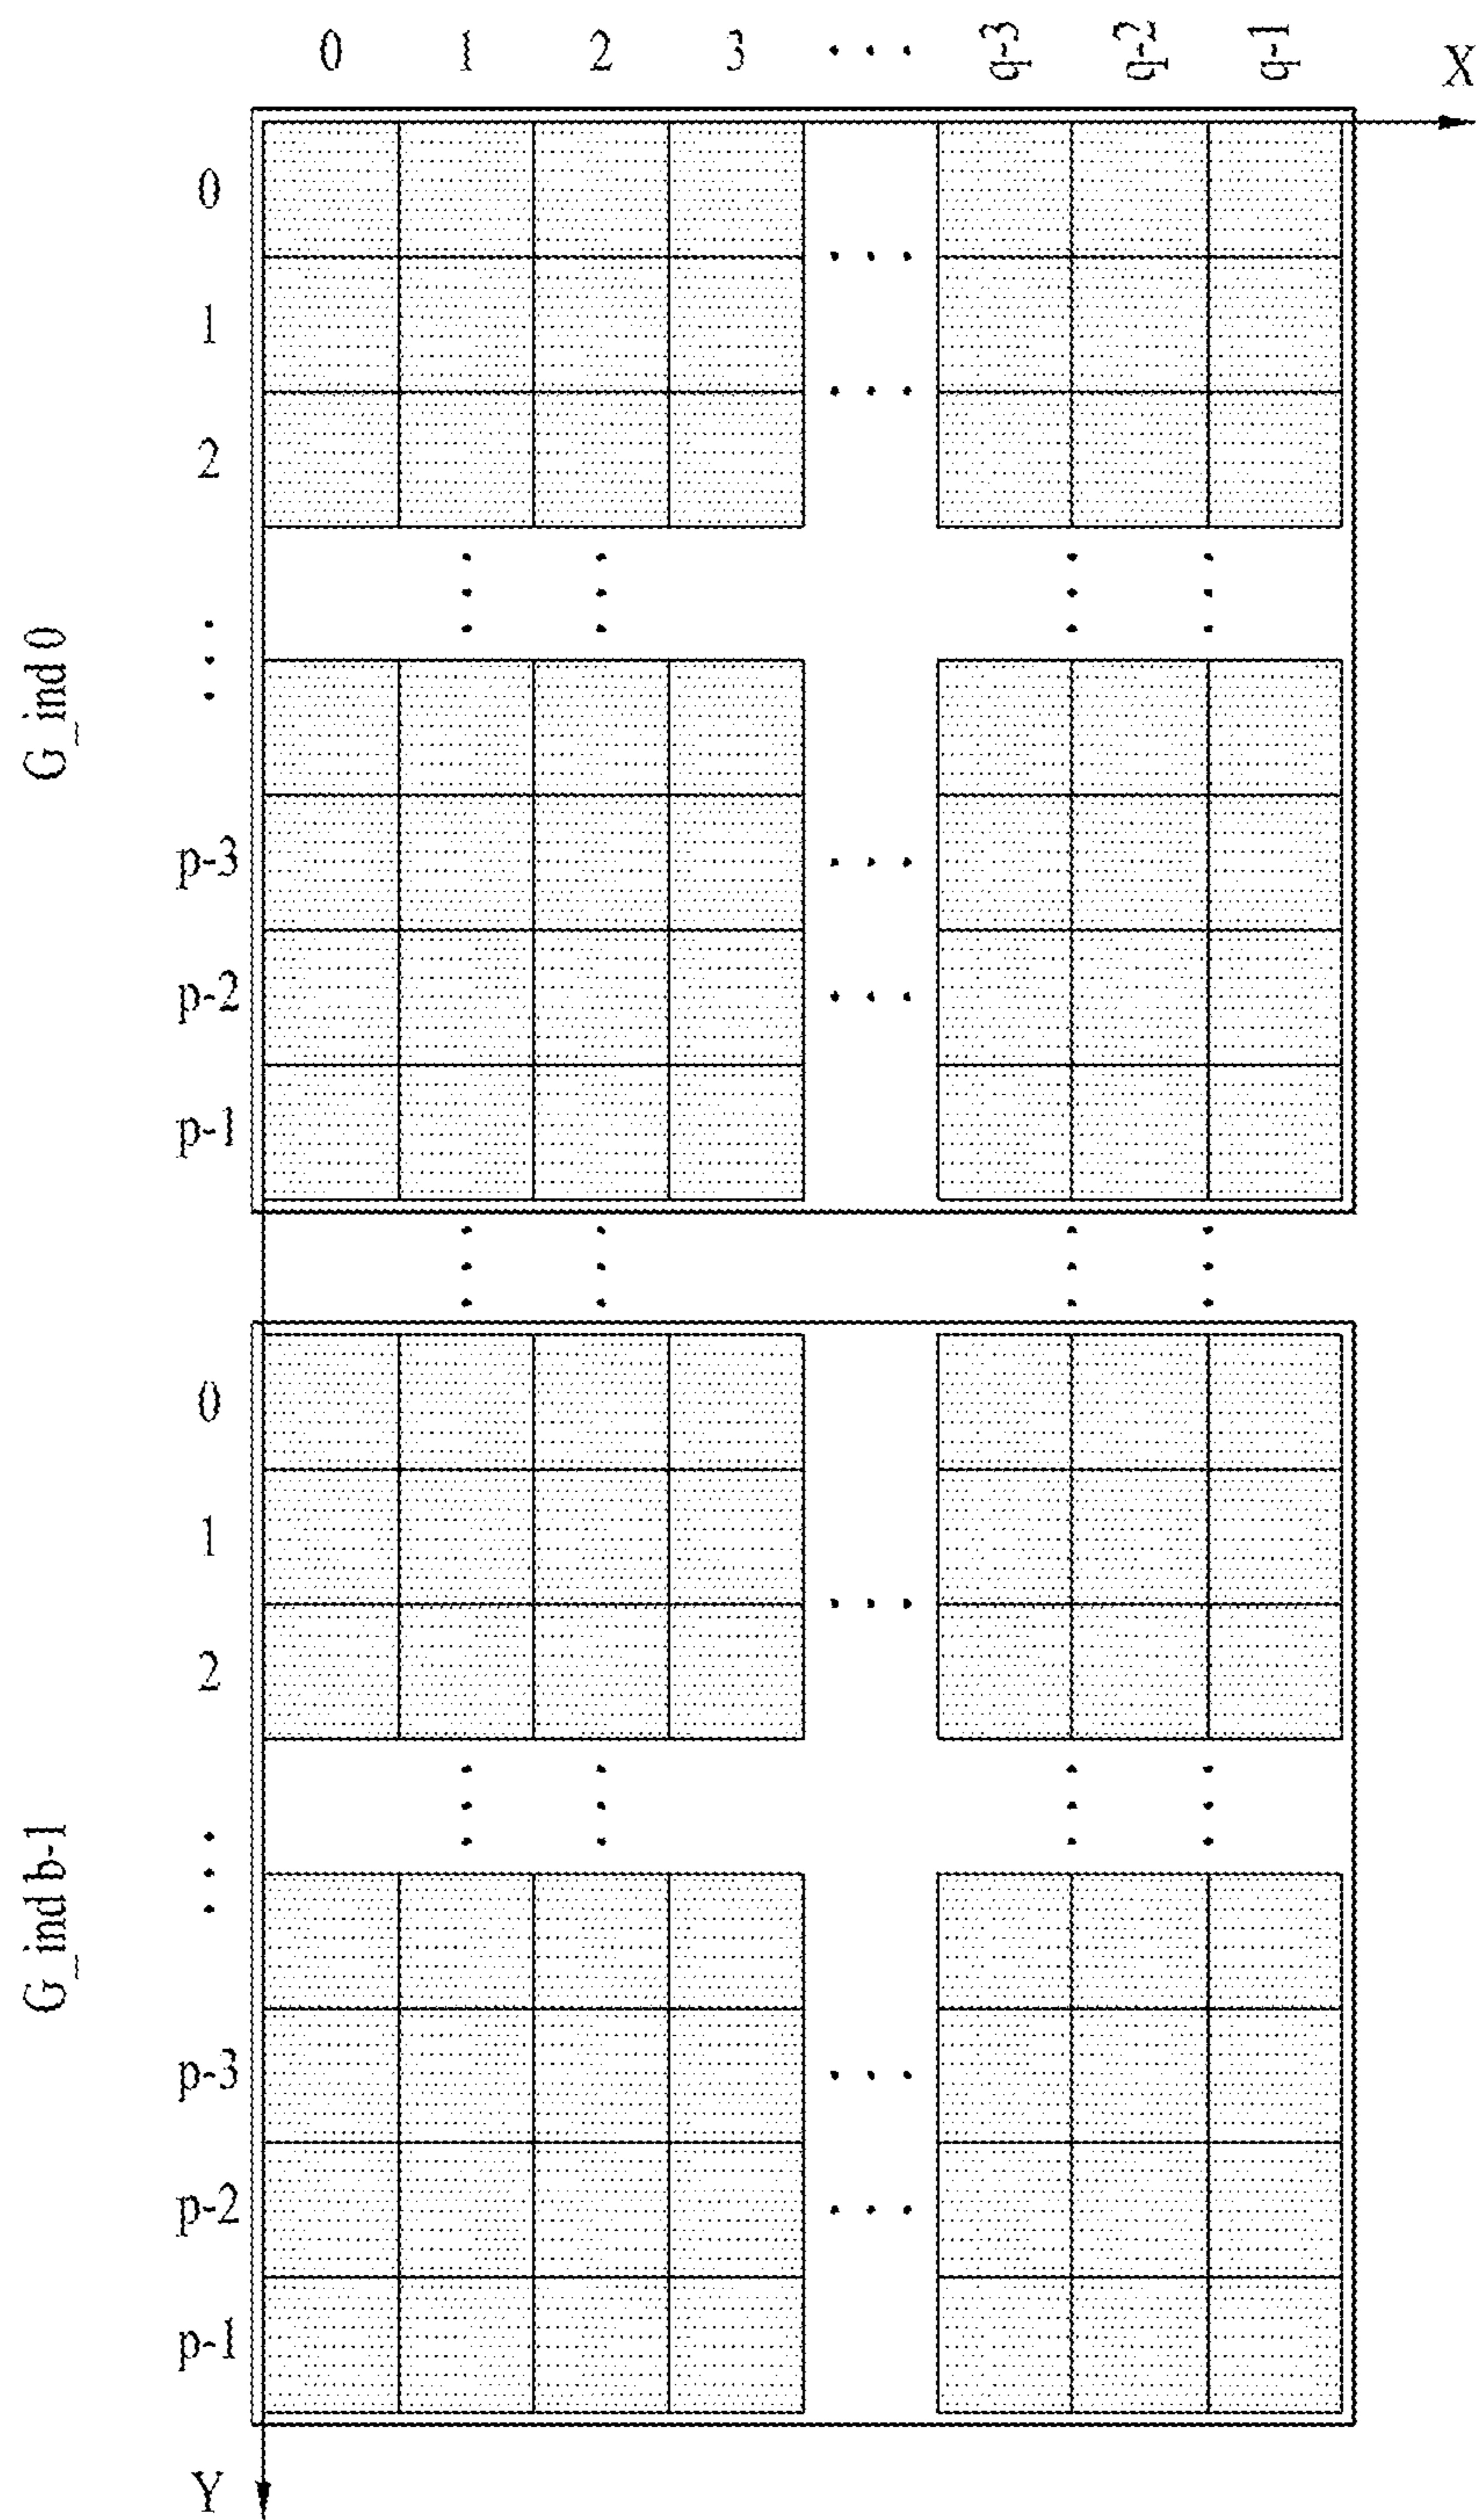 0 1 2 3 ... q-3 q-2 q-1 X
G_ind 0
0
1
2
...
p-3
p-2
p-1
G_ind b-1
0
1
2
...
p-3
p-2
p-1
Y